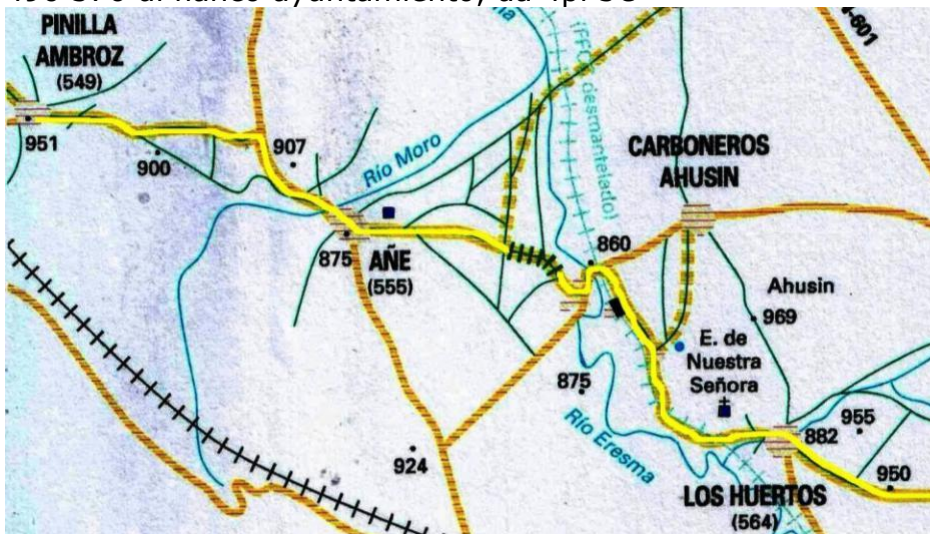 PINILLA
AMBROZ
(549)
951
900
907
Río Moro
875
AÑE
(555)
(FFCC desmantelado)
860
CARBONEROS
AHUSIN
Ahusin
969
E. de
Nuestra
Señora
875
Río Eresma
924
882
955
950
LOS HUERTOS
(564)